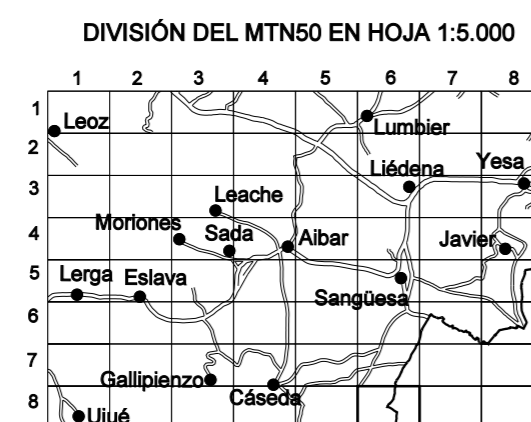 DIVISIÓN DEL MTN50 EN HOJA 1:5.000
1 2 3 4 5 6 7 8
1
Leoz
Lumbier
2
Liédena
Yesa
3
Leache
Moriones
Sada
4
Aibar
Javier
5
Lerga
Eslava
Sangüesa
6
7
Gallipienzo
Cáseda
8
Ujué